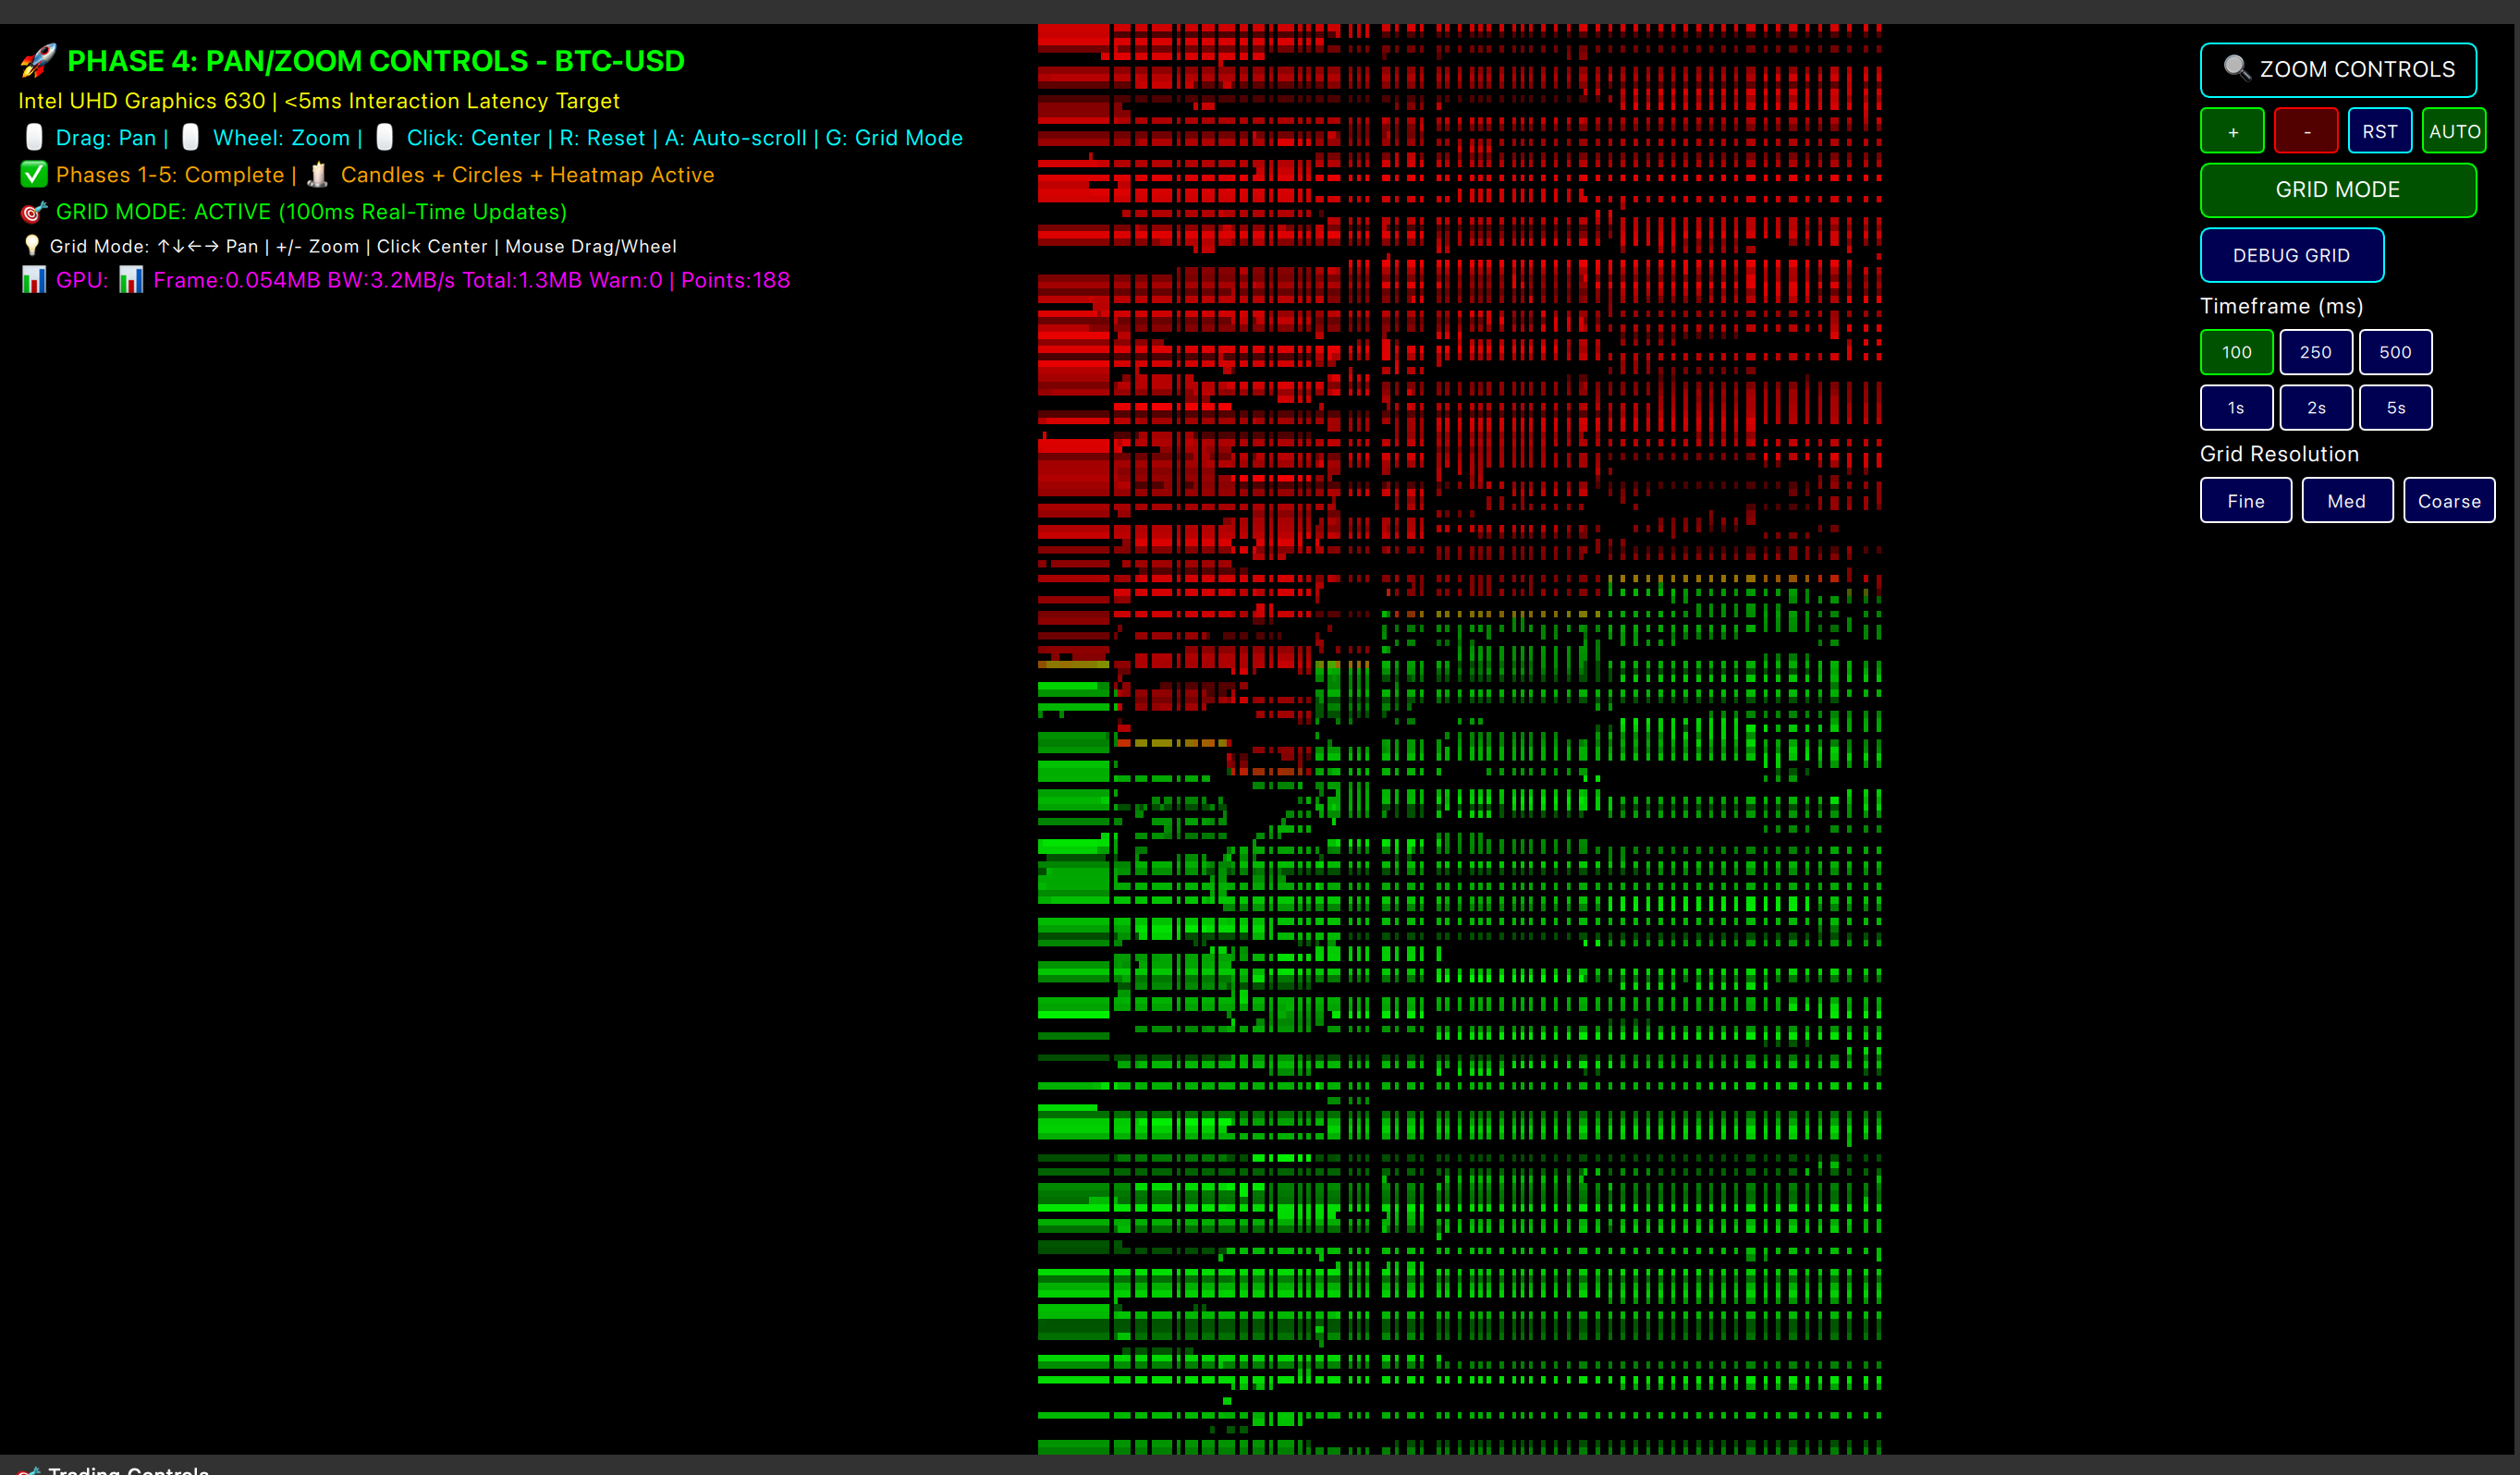 🚀 PHASE 4: PAN/ZOOM CONTROLS - BTC-USD
Intel UHD Graphics 630 | <5ms Interaction Latency Target
Drag: Pan | Wheel: Zoom | Click: Center | R: Reset | A: Auto-scroll | G: Grid Mode
✅ Phases 1-5: Complete | 🕯️ Candles + Circles + Heatmap Active
🎯 GRID MODE: ACTIVE (100ms Real-Time Updates)
💡 Grid Mode: ↑↓←→ Pan | +/- Zoom | Click Center | Mouse Drag/Wheel
📊 GPU: 📊 Frame:0.054MB BW:3.2MB/s Total:1.3MB Warn:0 | Points:188
🔍 ZOOM CONTROLS
+ - RST AUTO
GRID MODE
DEBUG GRID
Timeframe (ms)
100 250 500
1s 2s 5s
Grid Resolution
Fine Med Coarse
🎯 Trading Controls